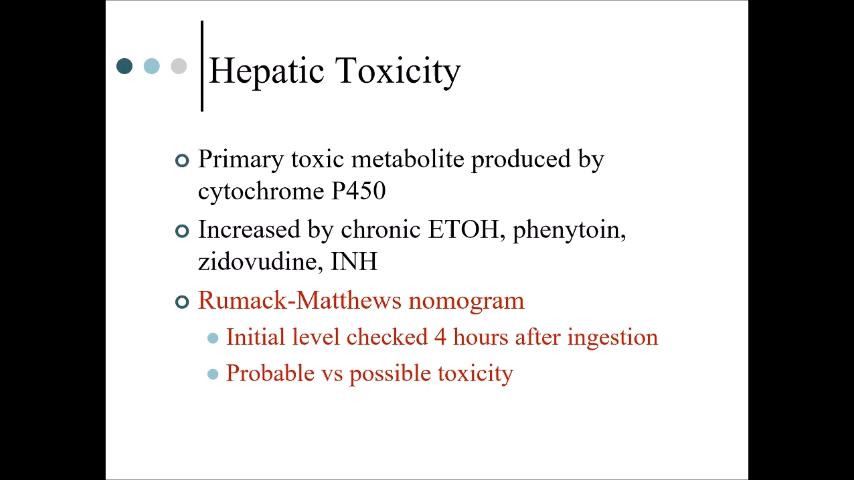 Hepatic Toxicity
Primary toxic metabolite produced by
cytochrome P450
Increased by chronic ETOH, phenytoin,
zidovudine, INH
Rumack-Matthews nomogram
Initial level checked 4 hours after ingestion
Probable vs possible toxicity